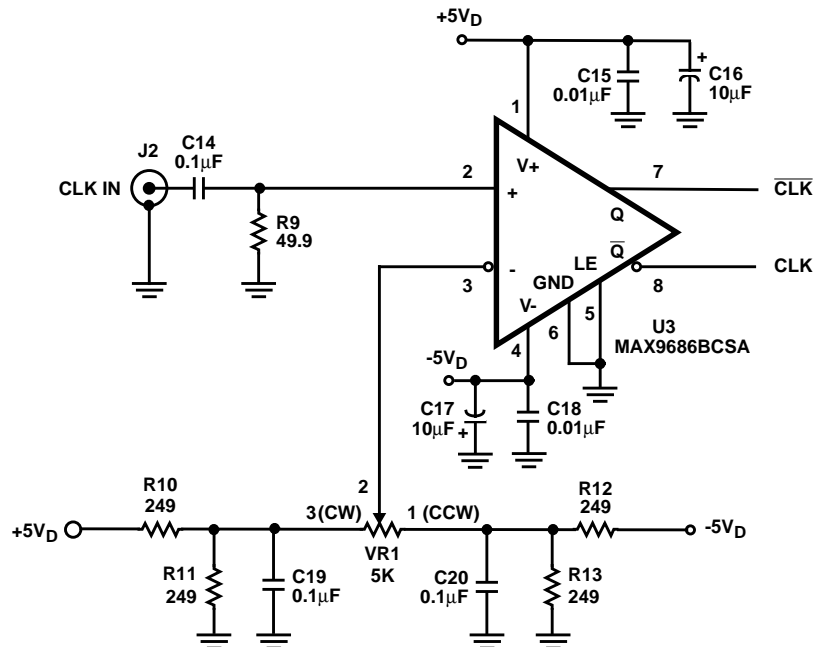 +5VD
C15
0.01μF
C16
+
10μF
1
J2
C14
0.1μF
CLK IN
2
+
V+
7
CLK
Q
R9
49.9
3
-
Q
LE
GND
8
CLK
V-
4
6
5
U3
MAX9686BCSA
-5VD
C17
10μF
+
C18
0.01μF
2
R10
249
3(CW)
1 (CCW)
R12
249
+5VD
-5VD
VR1
5K
R11
249
C19
0.1μF
C20
0.1μF
R13
249